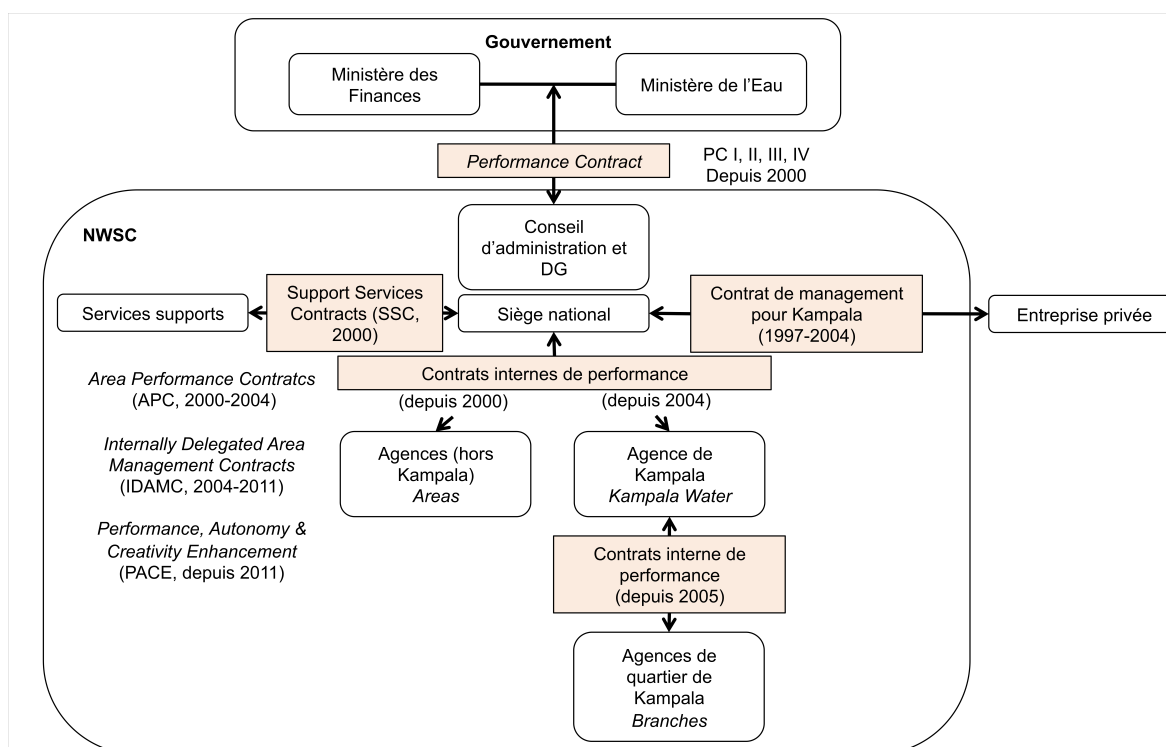 Gouvernement
Ministère des
Finances
Ministère de l'Eau
Performance Contract
PC I, II, III, IV
Depuis 2000
NWSC
Conseil
d'administration et
DG
Services supports
Support Services
Contracts (SSC,
2000)
Siège national
Contrat de management
pour Kampala
(1997-2004)
Entreprise privée
Contrats internes de performance
(depuis 2000)
(depuis 2004)
Area Performance Contratcs
(APC, 2000-2004)
Internally Delegated Area
Management Contracts
(IDAMC, 2004-2011)
Performance, Autonomy &
Creativity Enhancement
(PACE, depuis 2011)
Agences (hors
Kampala)
Areas
Agence de
Kampala
Kampala Water
Contrats interne de
performance
(depuis 2005)
Agences de
quartier de
Kampala
Branches